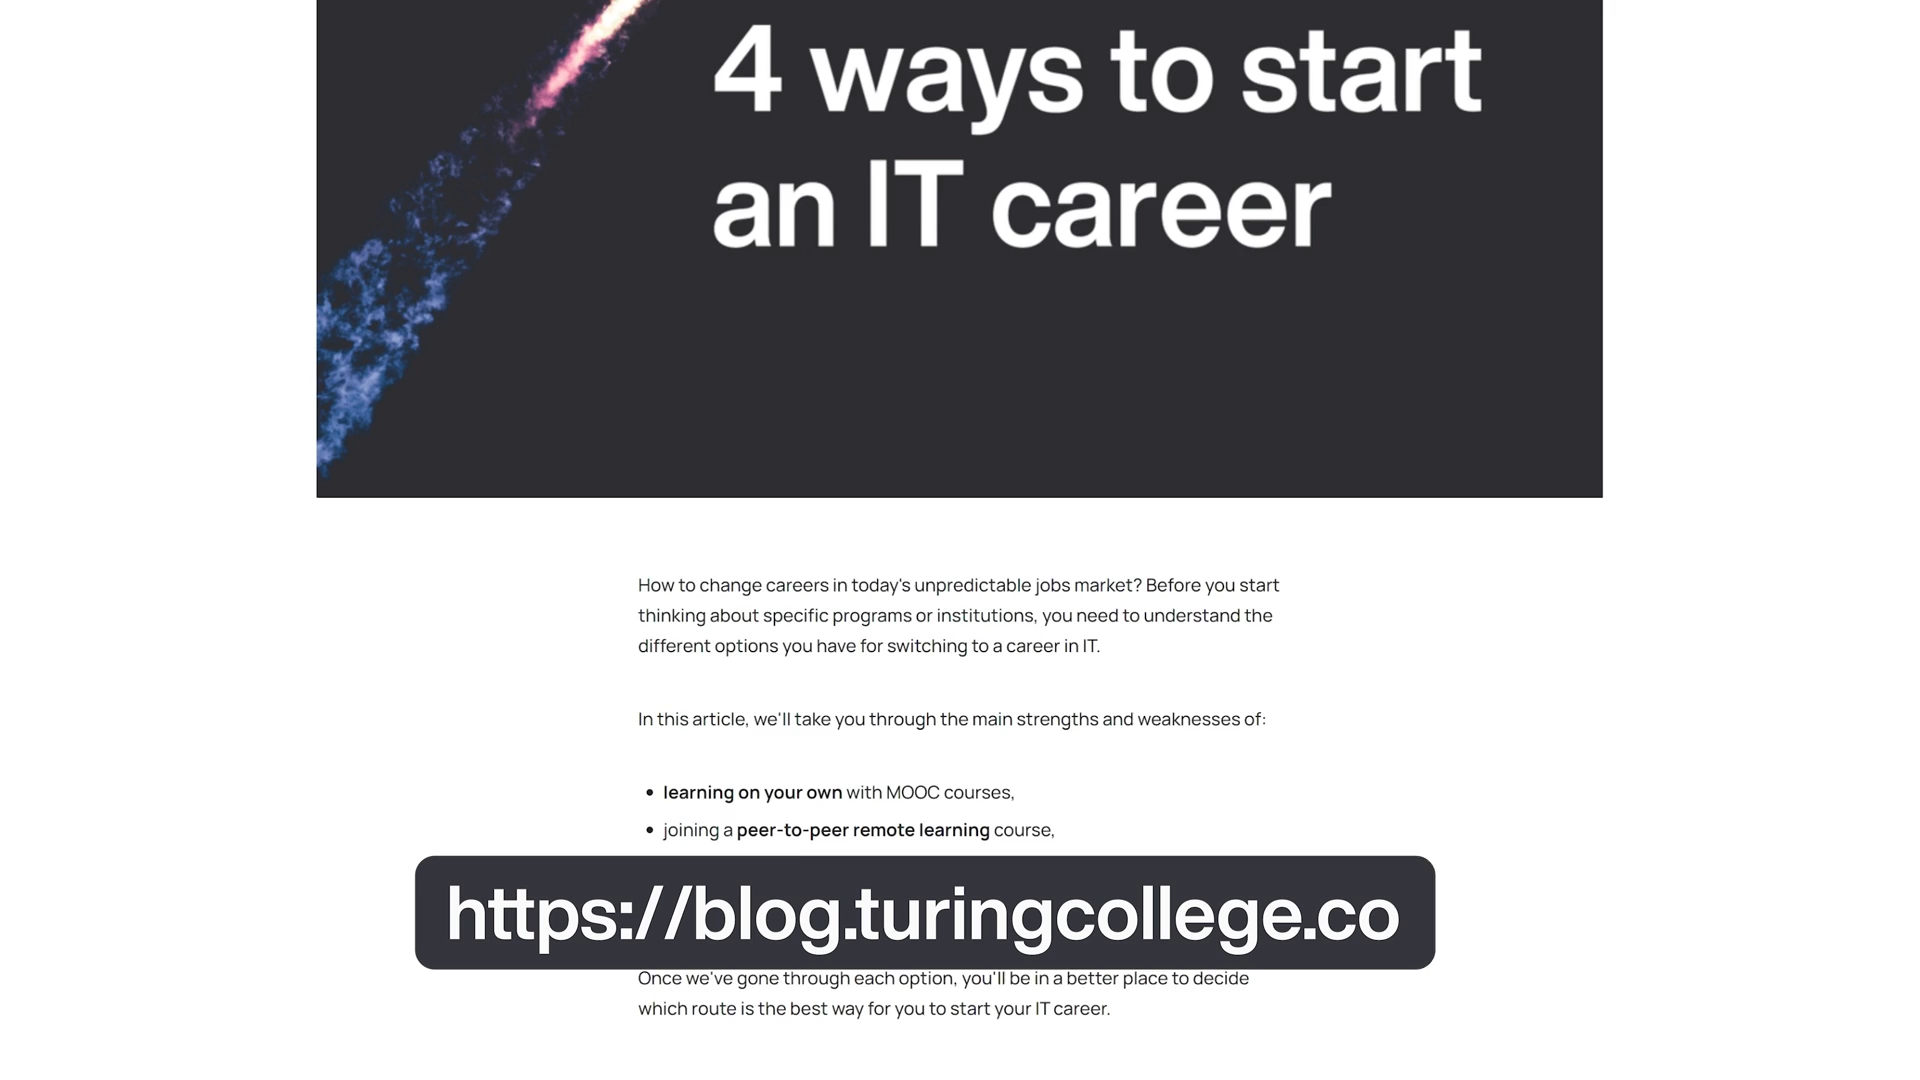 4 ways to start
an IT career
How to change careers in today's unpredictable jobs market? Before you start
thinking about specific programs or institutions, you need to understand the
different options you have for switching to a career in IT.
In this article, we'll take you through the main strengths and weaknesses of:
• learning on your own with MOOC courses,
• joining a peer-to-peer remote learning course,
https://blog.turingcollege.co
Once we've gone through each option, you'll be in a better place to decide
which route is the best way for you to start your IT career.